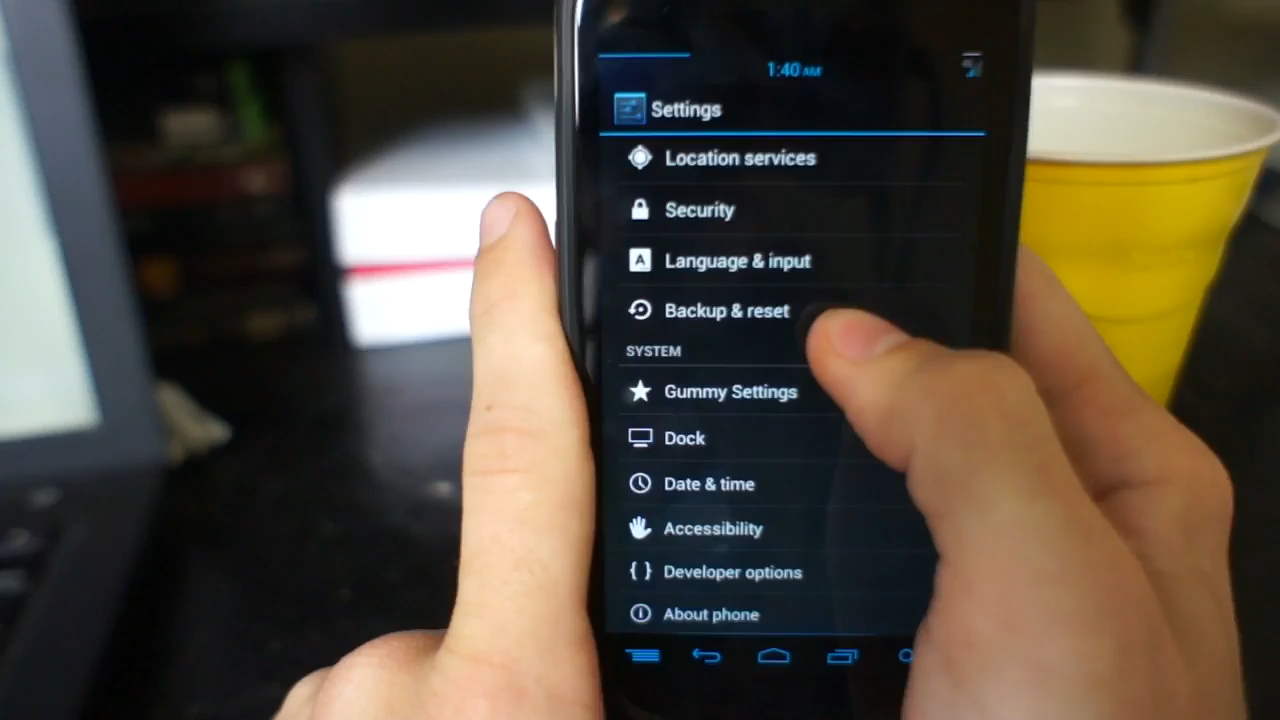 1:40 AM
Settings
Location services
Security
A Language & input
Backup & reset
SYSTEM
Gummy Settings
Dock
Date & time
Accessibility
{ } Developer options
About phone